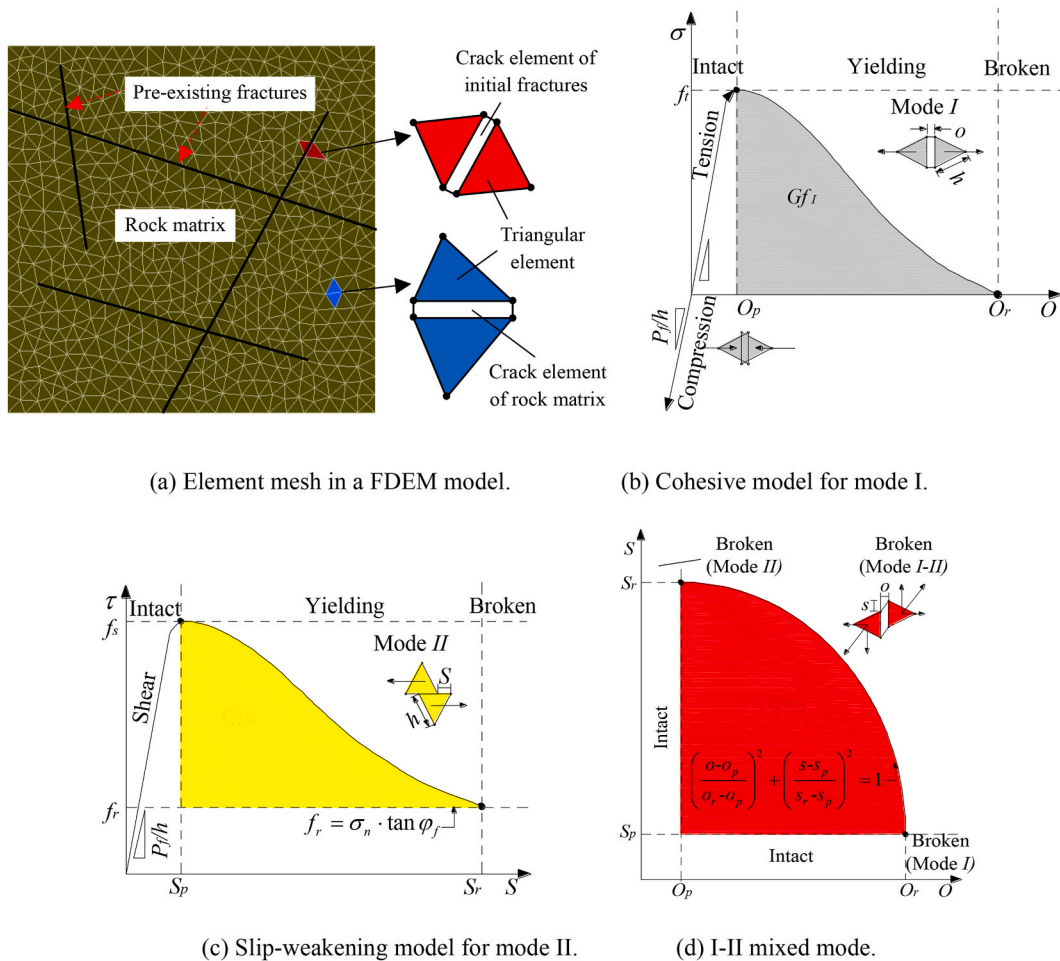 Pre-existing fractures
Rock matrix
Crack element of
initial fractures
Triangular
element
Crack element
of rock matrix
(a) Element mesh in a FDEM model.
σ
Intact
Yielding
Broken
f_t
Mode I
o
h
Tension
Gf_I
O_p
O_r
O
P_f/h
Compression
(b) Cohesive model for mode I.
τ
Intact
Yielding
Broken
f_s
Mode II
S
h
Shear
f_r
f_r = σ_n · tan φ_f
P_f/h
S_p
S_r
S
(c) Slip-weakening model for mode II.
S
Broken
(Mode II)
Broken
(Mode I-II)
S_r
o
s
Intact
((o-o_p)/(o_r-o_p))² + ((s-s_p)/(s_r-s_p))² = 1
S_p
Intact
Broken
(Mode I)
O_p
O_r
O
(d) I-II mixed mode.